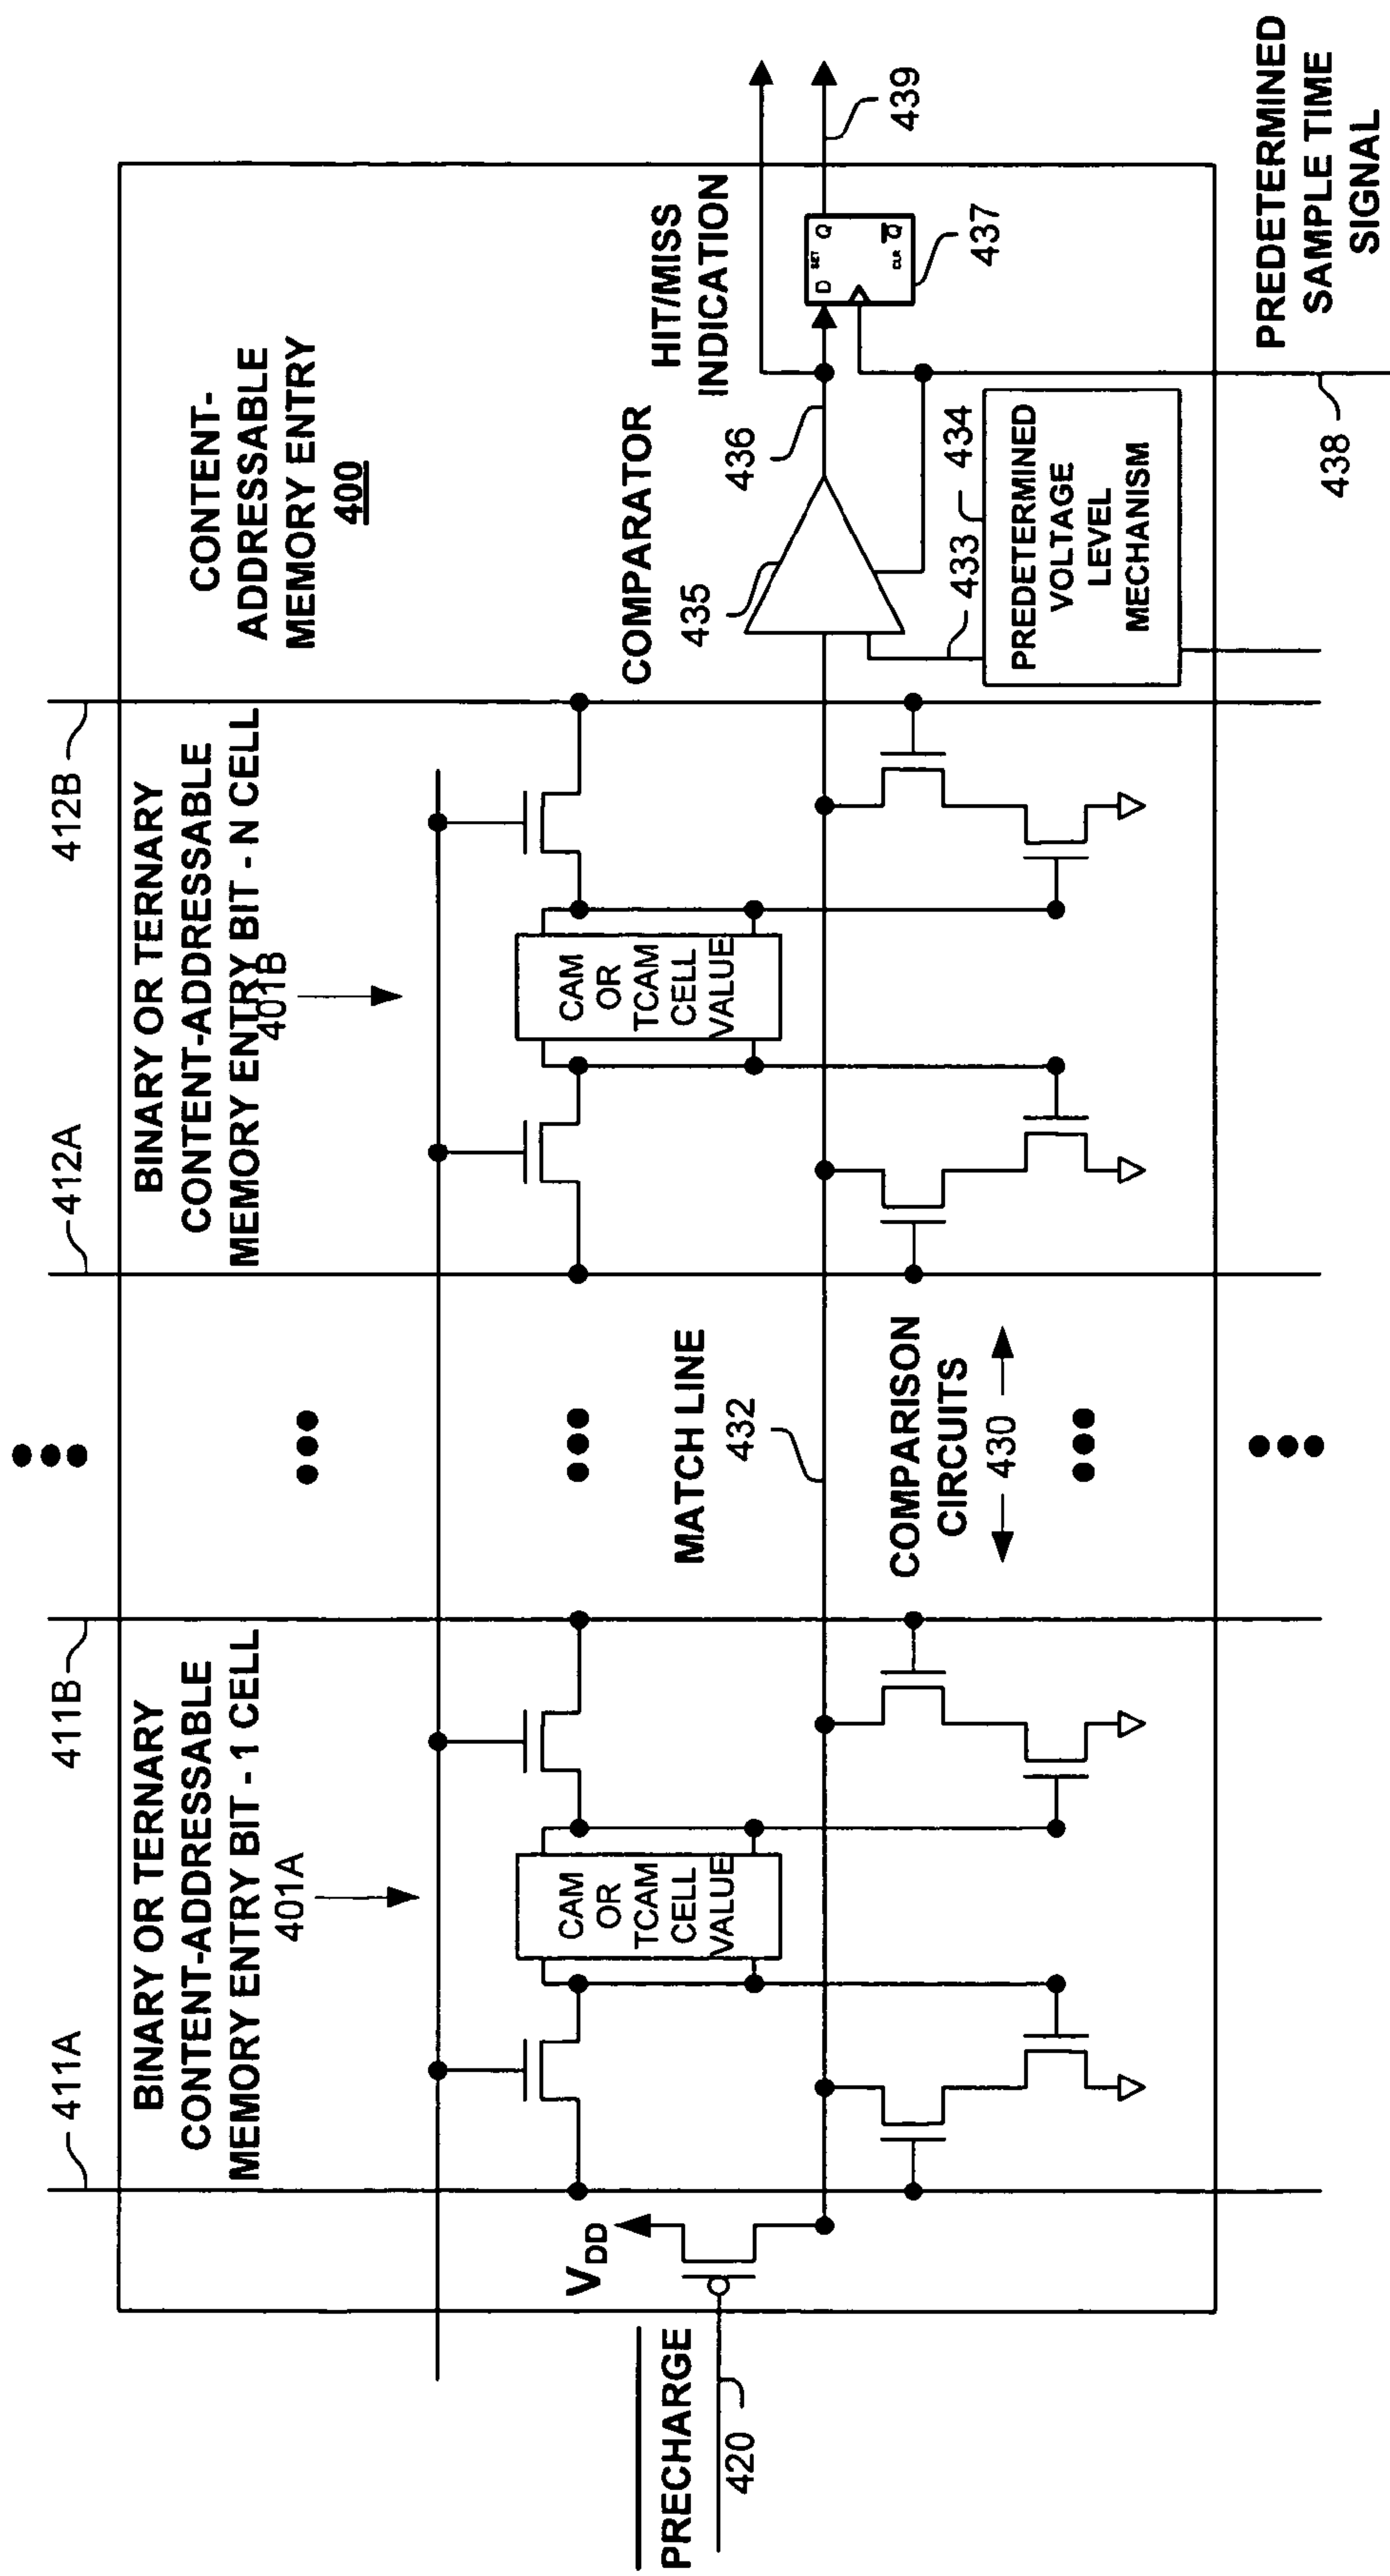 411A
411B
412A
412B
BINARY OR TERNARY
CONTENT-ADDRESSABLE
MEMORY ENTRY BIT - 1 CELL
401A
BINARY OR TERNARY
CONTENT-ADDRESSABLE
MEMORY ENTRY BIT - N CELL
401B
CONTENT-
ADDRESSABLE
MEMORY ENTRY
400
CAM
OR
TCAM
CELL
VALUE
CAM
OR
TCAM
CELL
VALUE
VDD
PRECHARGE
420
MATCH LINE
432
COMPARISON
CIRCUITS
430
COMPARATOR
435
436
HIT/MISS
INDICATION
D
SET
Q
CLR
Q
437
439
433
434
PREDETERMINED
VOLTAGE
LEVEL
MECHANISM
438
PREDETERMINED
SAMPLE TIME
SIGNAL